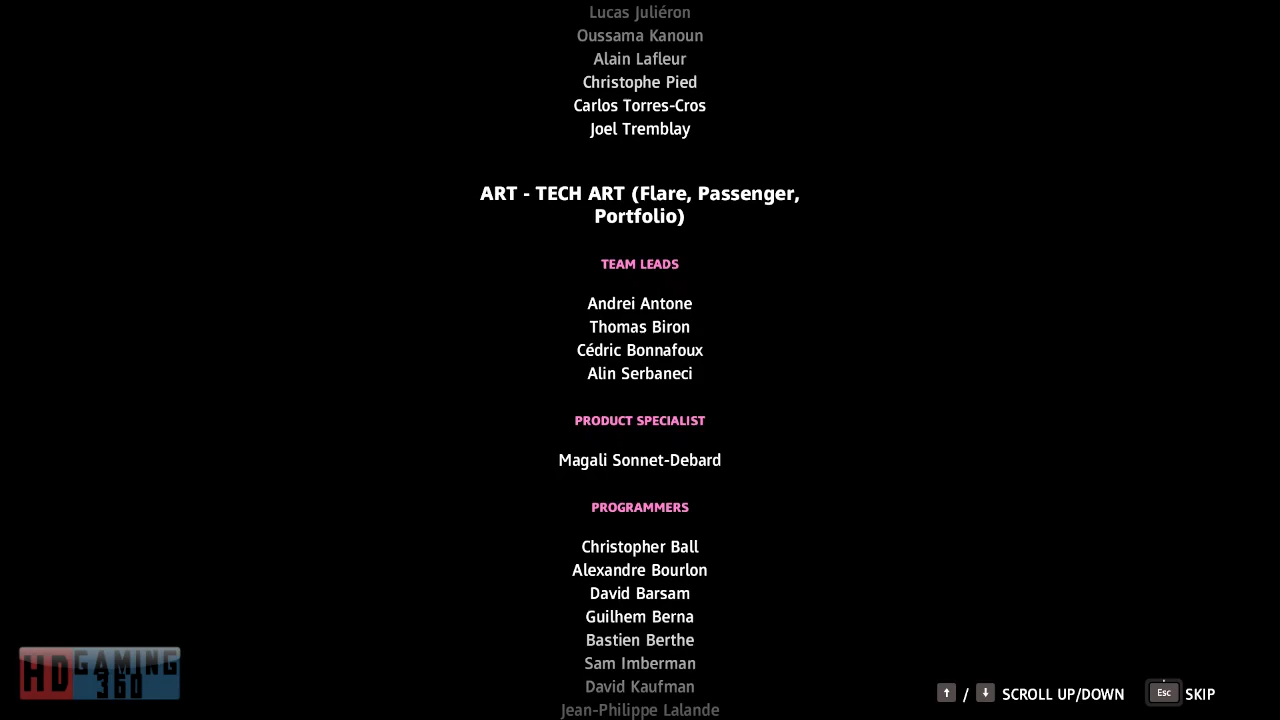 Lucas Juliéron
Oussama Kanoun
Alain Lafleur
Christophe Pied
Carlos Torres-Cros
Joel Tremblay
ART - TECH ART (Flare, Passenger,
Portfolio)
TEAM LEADS
Andrei Antone
Thomas Biron
Cédric Bonnafoux
Alin Serbaneci
PRODUCT SPECIALIST
Magali Sonnet-Debard
PROGRAMMERS
Christopher Ball
Alexandre Bourlon
David Barsam
Guilhem Berna
Bastien Berthe
Sam Imberman
David Kaufman
Jean-Philippe Lalande
HD GAMING
360
/ SCROLL UP/DOWN
Esc SKIP